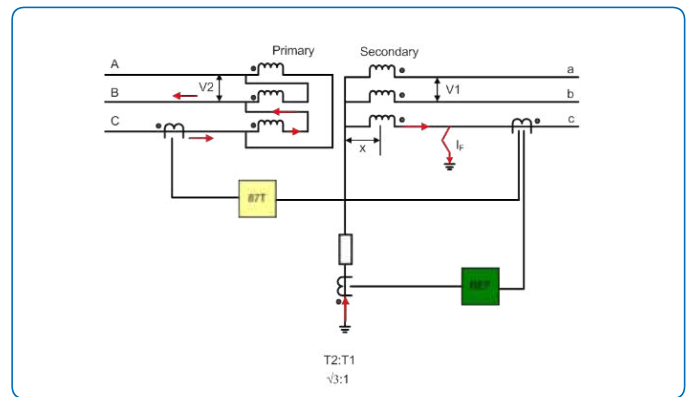 Primary
Secondary
A
B
C
V2
V1
a
b
c
x
IF
87T
REF
T2:T1
√3:1